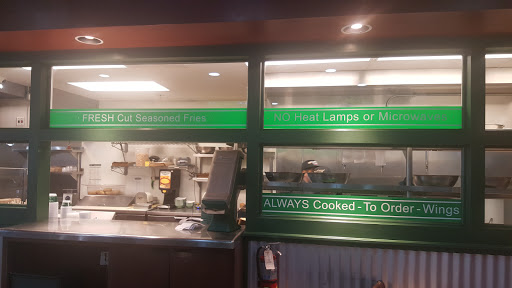 FRESH Cut Seasoned Fries
NO Heat Lamps or Microwaves
ALWAYS Cooked - To Order - Wings